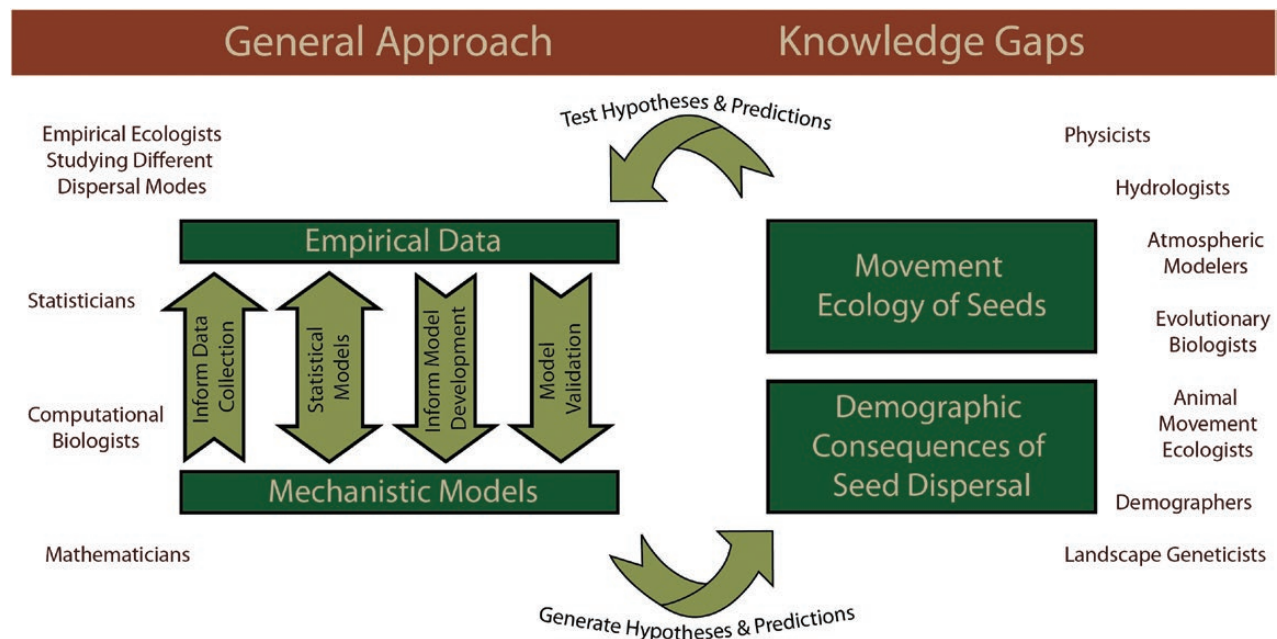 General Approach
Knowledge Gaps
Test Hypotheses & Predictions
Empirical Ecologists
Studying Different
Dispersal Modes
Statisticians
Computational
Biologists
Mathematicians
Empirical Data
Inform Data
Collection
Statistical
Models
Inform Model
Development
Model
Validation
Mechanistic Models
Movement
Ecology of Seeds
Demographic
Consequences of
Seed Dispersal
Physicists
Hydrologists
Atmospheric
Modelers
Evolutionary
Biologists
Animal
Movement
Ecologists
Demographers
Landscape Geneticists
Generate Hypotheses & Predictions